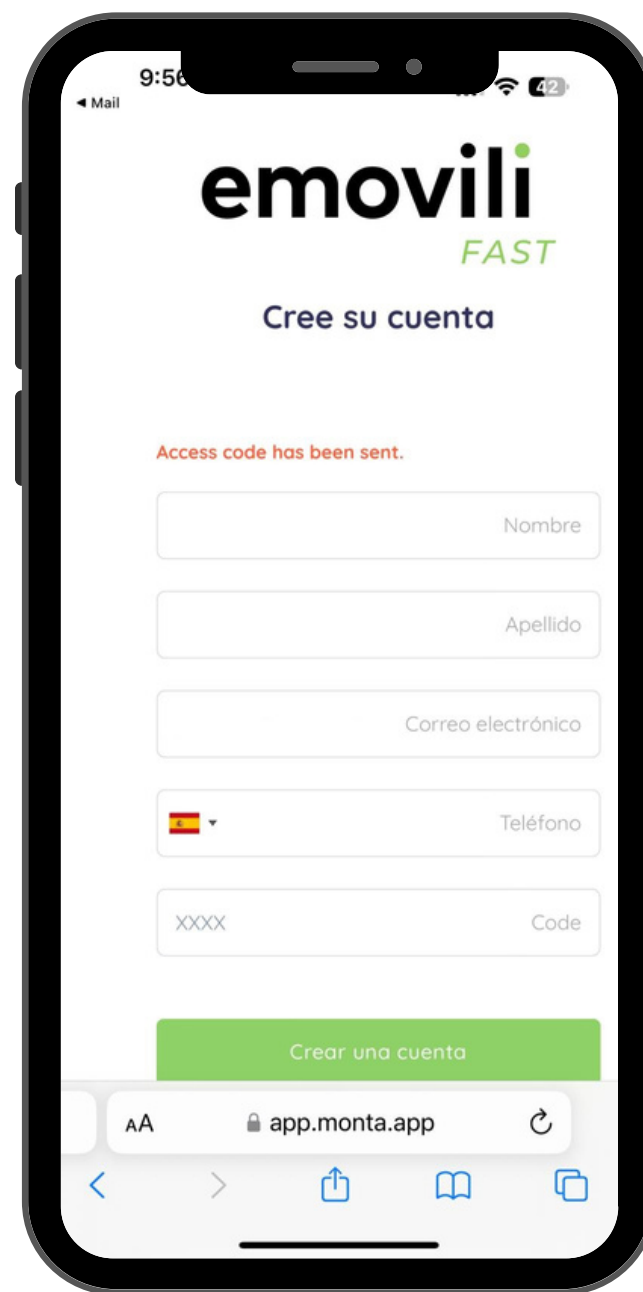 9:56
◀ Mail
42
emovili
FAST
Cree su cuenta
Access code has been sent.
Nombre
Apellido
Correo electrónico
Teléfono
XXXX Code
Crear una cuenta
AA app.monta.app